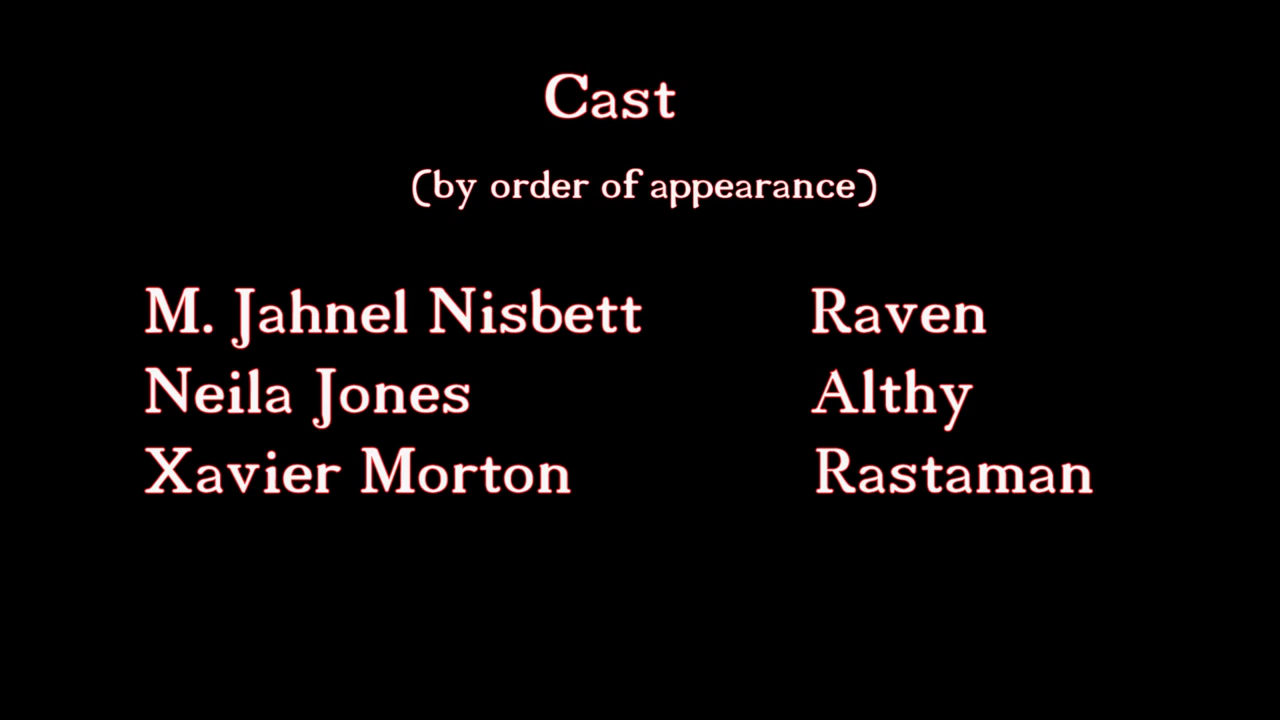 Cast
(by order of appearance)
M. Jahnel Nisbett Raven
Neila Jones Althy
Xavier Morton Rastaman